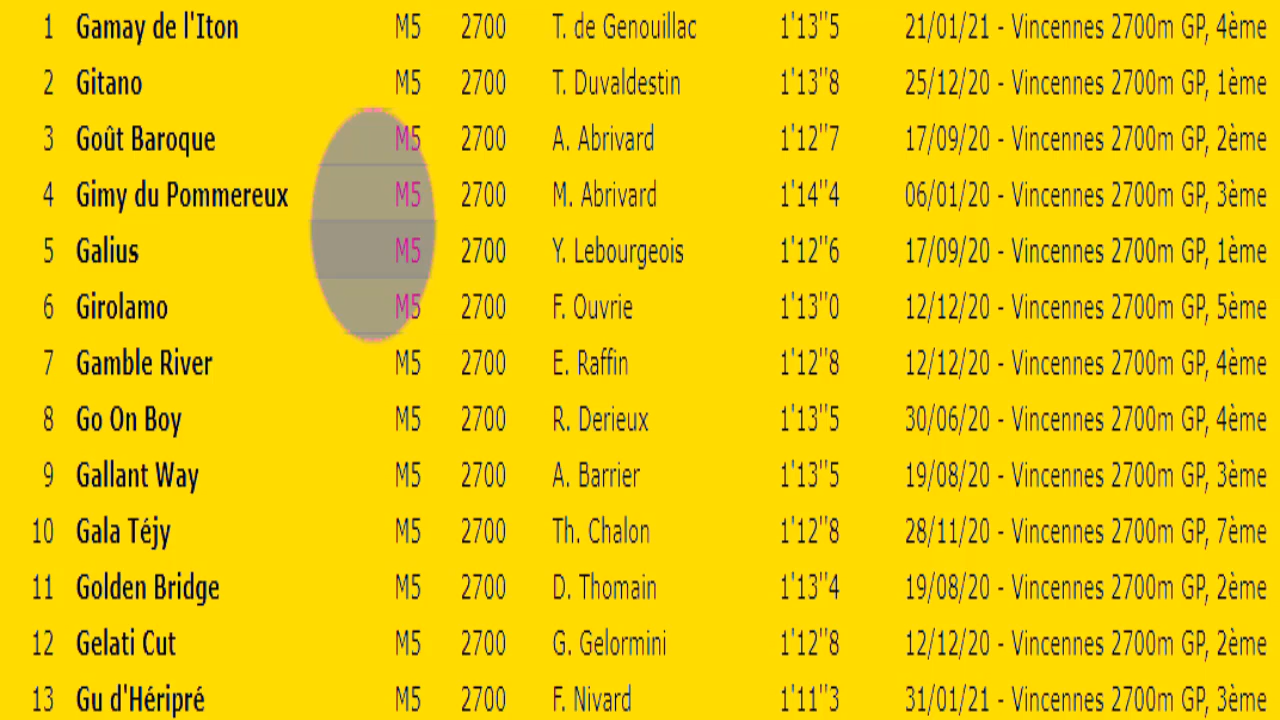 1 Gamay de l'Iton M5 2700 T. de Genouillac 1'13"5 21/01/21 - Vincennes 2700m GP, 4ème
2 Gitano M5 2700 T. Duvaldestin 1'13"8 25/12/20 - Vincennes 2700m GP, 1ème
3 Goût Baroque M5 2700 A. Abrivard 1'12"7 17/09/20 - Vincennes 2700m GP, 2ème
4 Gimy du Pommereux M5 2700 M. Abrivard 1'14"4 06/01/20 - Vincennes 2700m GP, 3ème
5 Galius M5 2700 Y. Lebourgeois 1'12"6 17/09/20 - Vincennes 2700m GP, 1ème
6 Girolamo M5 2700 F. Ouvrie 1'13"0 12/12/20 - Vincennes 2700m GP, 5ème
7 Gamble River M5 2700 E. Raffin 1'12"8 12/12/20 - Vincennes 2700m GP, 4ème
8 Go On Boy M5 2700 R. Derieux 1'13"5 30/06/20 - Vincennes 2700m GP, 4ème
9 Gallant Way M5 2700 A. Barrier 1'13"5 19/08/20 - Vincennes 2700m GP, 3ème
10 Gala Téjy M5 2700 Th. Chalon 1'12"8 28/11/20 - Vincennes 2700m GP, 7ème
11 Golden Bridge M5 2700 D. Thomain 1'13"4 19/08/20 - Vincennes 2700m GP, 2ème
12 Gelati Cut M5 2700 G. Gelormini 1'12"8 12/12/20 - Vincennes 2700m GP, 2ème
13 Gu d'Héripré M5 2700 F. Nivard 1'11"3 31/01/21 - Vincennes 2700m GP, 3ème